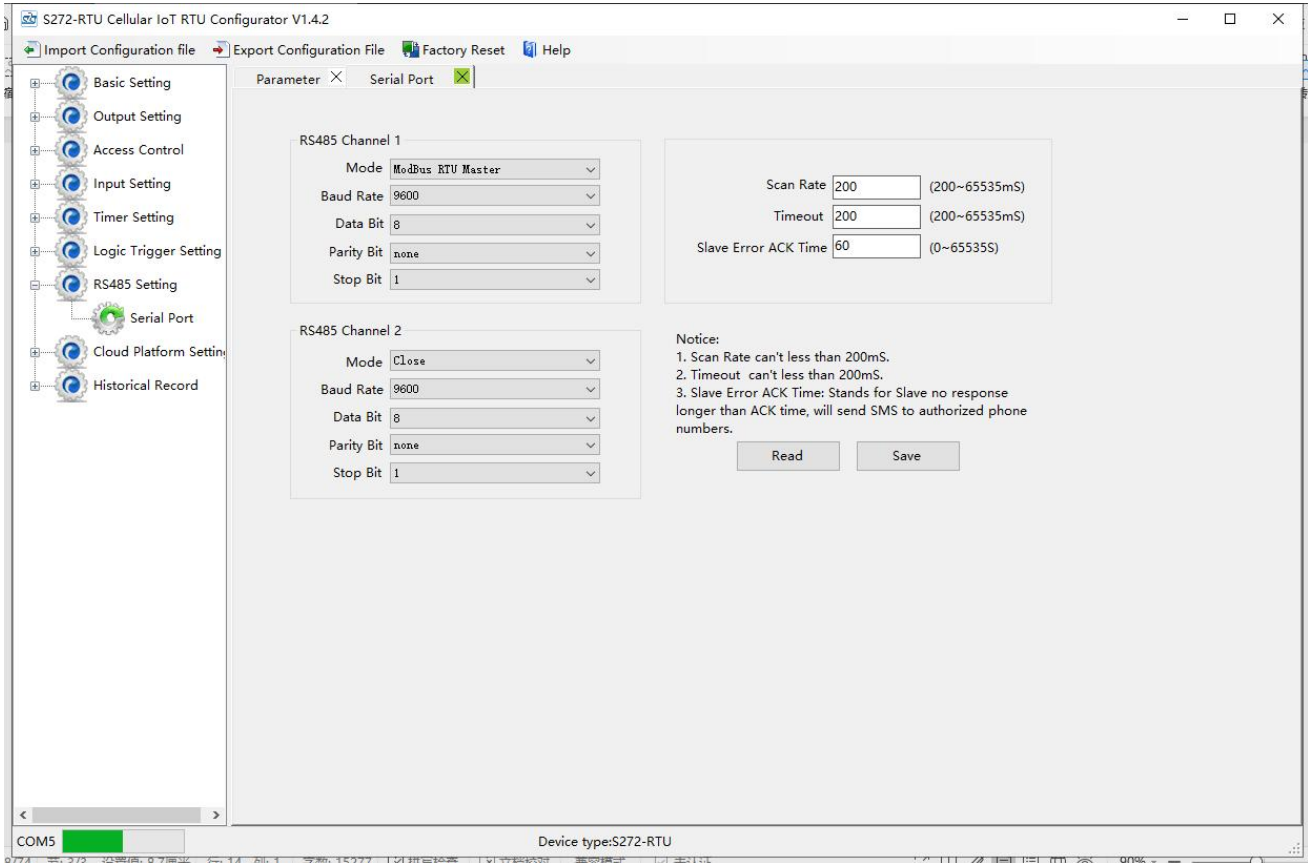 S272-RTU Cellular IoT RTU Configurator V1.4.2
Import Configuration file Export Configuration File Factory Reset Help
Basic Setting
Output Setting
Access Control
Input Setting
Timer Setting
Logic Trigger Setting
RS485 Setting
Serial Port
Cloud Platform Setting
Historical Record
Parameter Serial Port
RS485 Channel 1
Mode ModBus RTU Master
Baud Rate 9600
Data Bit 8
Parity Bit none
Stop Bit 1
Scan Rate 200 (200~65535mS)
Timeout 200 (200~65535mS)
Slave Error ACK Time 60 (0~65535S)
RS485 Channel 2
Mode Close
Baud Rate 9600
Data Bit 8
Parity Bit none
Stop Bit 1
Notice:
1. Scan Rate can't less than 200mS.
2. Timeout can't less than 200mS.
3. Slave Error ACK Time: Stands for Slave no response
longer than ACK time, will send SMS to authorized phone
numbers.
Read Save
COM5 Device type:S272-RTU